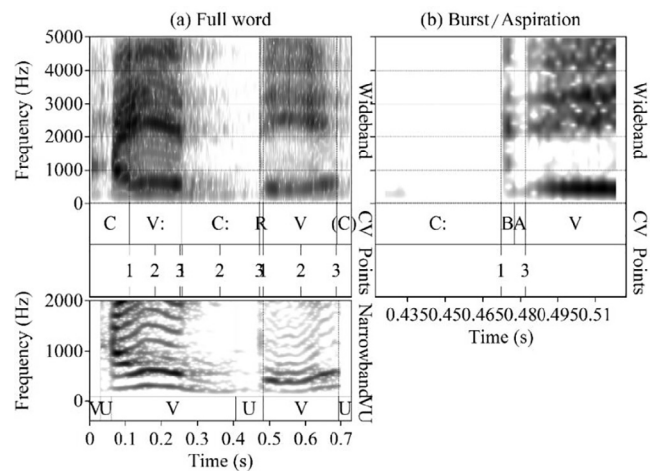 (a) Full word
(b) Burst/Aspiration
5000
4000
3000
2000
1000
0
Frequency (Hz)
Wideband
Wideband
C V: C: R V (C)
CV
C: B A V
CV
1 2 3 1 2 3 1 2 3
Points
1 3
Points
0.435 0.45 0.465 0.48 0.495 0.51
Time (s)
2000
1000
0
Frequency (Hz)
Narrowband
V U V U V U
VU
0 0.1 0.2 0.3 0.4 0.5 0.6 0.7
Time (s)